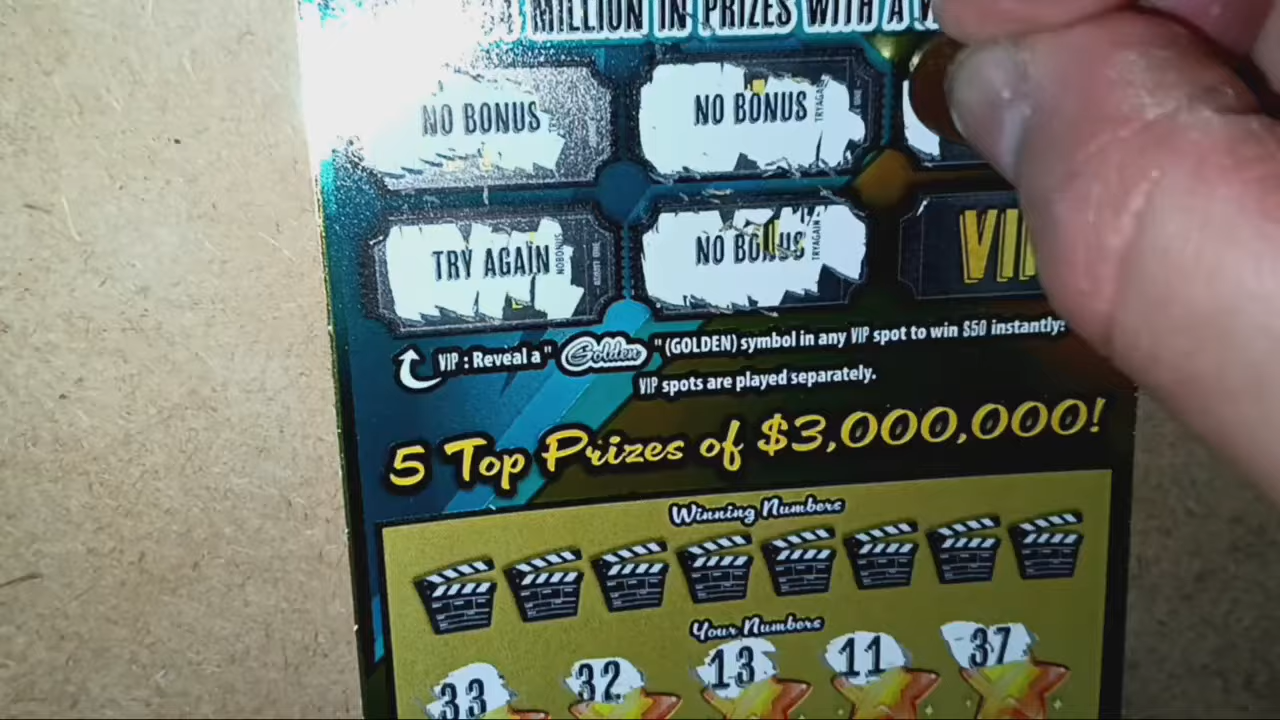 MILLION IN PRIZES WITH A
NO BONUS
NO BONUS
TRY AGAIN
NOBONUS
NO BONUS
TRYAGAIN
VIP : Reveal a " Golden " (GOLDEN) symbol in any VIP spot to win $50 instantly!
VIP spots are played separately.
5 Top Prizes of $3,000,000!
Winning Numbers
Your Numbers
33 32 13 11 37